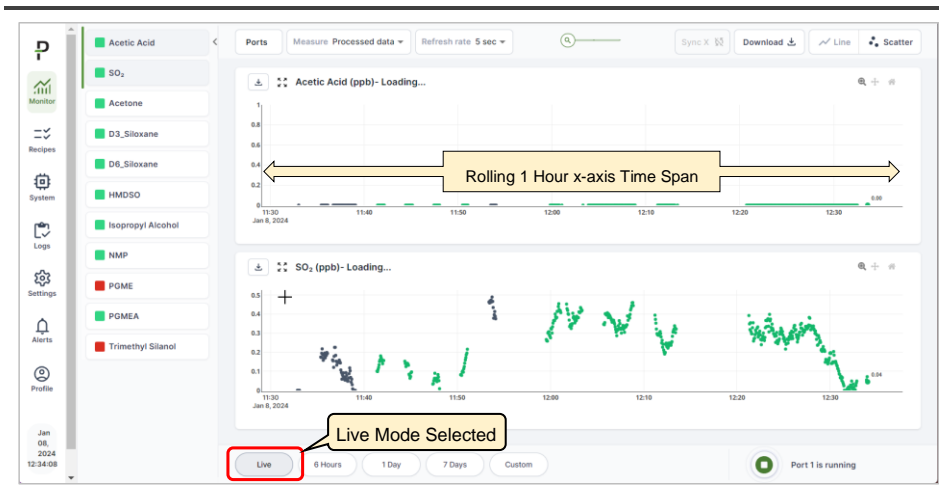 Monitor
Recipes
System
Logs
Settings
Alerts
Profile
Jan
08,
2024
12:34:08
Acetic Acid
SO₂
Acetone
D3_Siloxane
D6_Siloxane
HMDSO
Isopropyl Alcohol
NMP
PGME
PGMEA
Trimethyl Silanol
Ports
Measure Processed data
Refresh rate 5 sec
Sync X
Download
Line
Scatter
Acetic Acid (ppb)- Loading...
1
0.8
0.6
0.4
0.2
0
Rolling 1 Hour x-axis Time Span
0.00
11:30 11:40 11:50 12:00 12:10 12:20 12:30
Jan 8, 2024
SO₂ (ppb)- Loading...
0.5
0.4
0.3
0.2
0.1
0
0.04
11:30 11:40 11:50 12:00 12:10 12:20 12:30
Jan 8, 2024
Live Mode Selected
Live
6 Hours
1 Day
7 Days
Custom
Port 1 is running